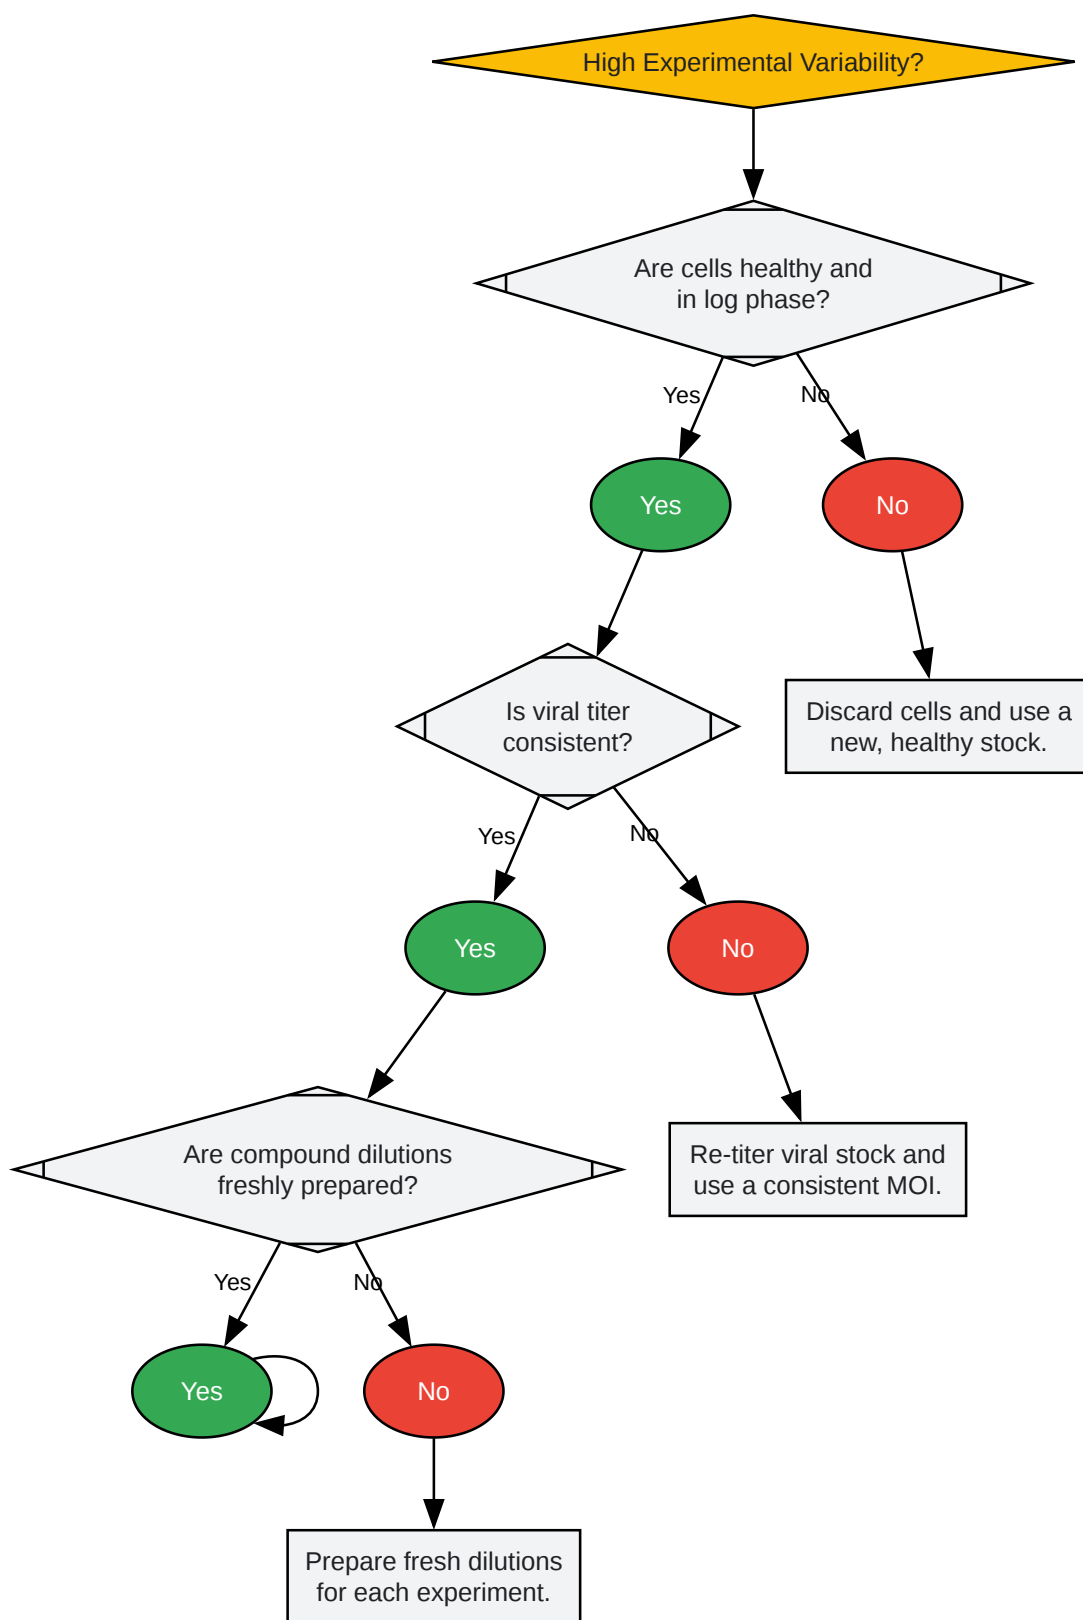 High Experimental Variability?
Are cells healthy and
in log phase?
Yes
No
Yes
No
Is viral titer
consistent?
Discard cells and use a
new, healthy stock.
Yes
No
Yes
No
Are compound dilutions
freshly prepared?
Re-titer viral stock and
use a consistent MOI.
Yes
No
Yes
No
Prepare fresh dilutions
for each experiment.